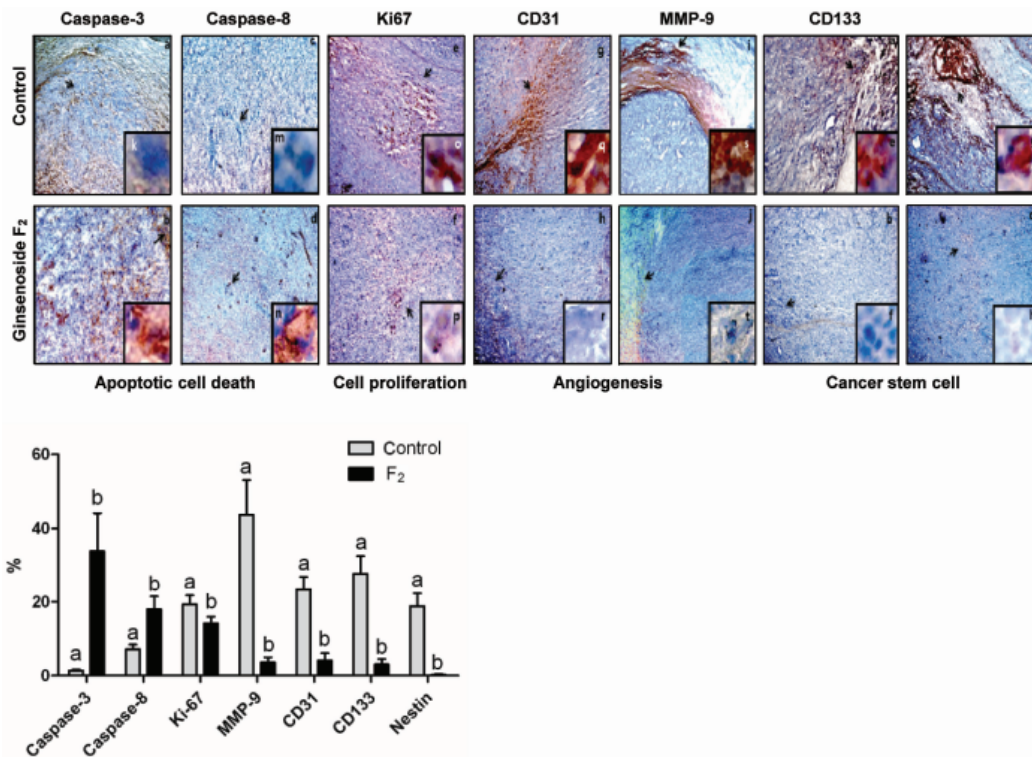 Caspase-3 Caspase-8 Ki67 CD31 MMP-9 CD133
Control
c e g
k m o q s
Ginsenoside F₂
d f h j
n p r t
Apoptotic cell death Cell proliferation Angiogenesis Cancer stem cell
Control
F₂
%
60
40
20
0
a b a b a b a b a b a b a b
Caspase-3 Caspase-8 Ki-67 MMP-9 CD31 CD133 Nestin